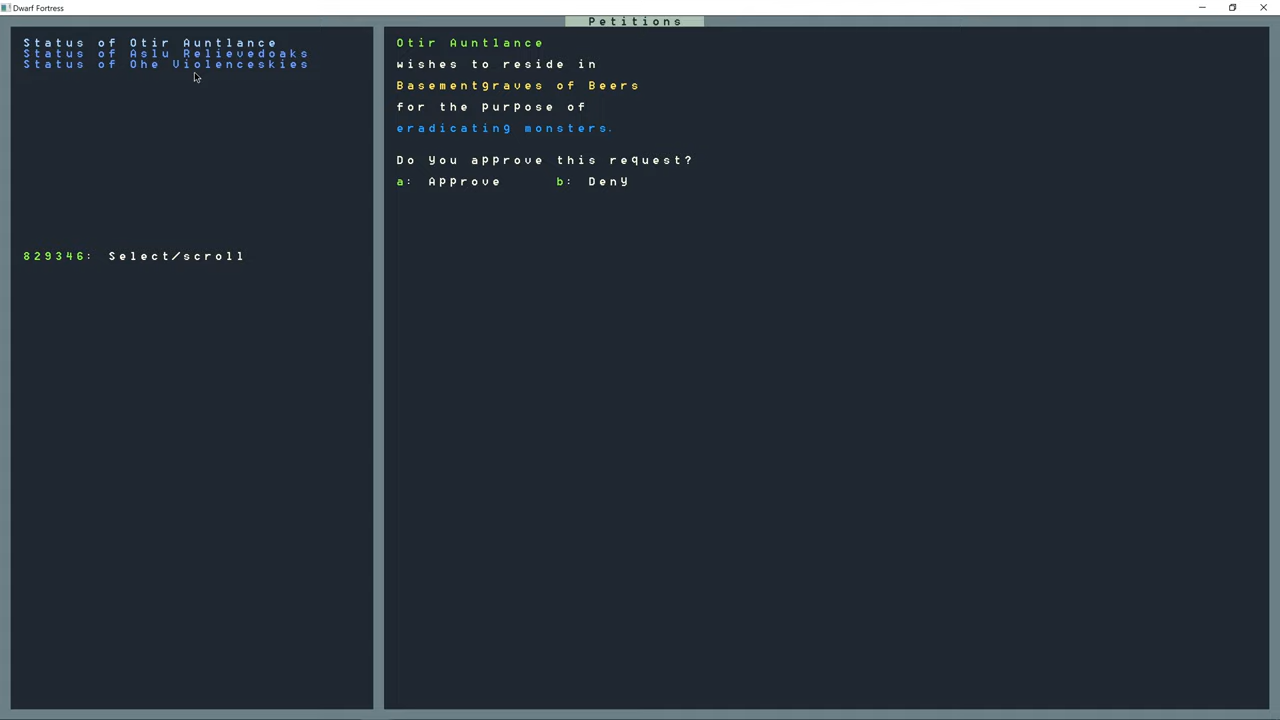 Dwarf Fortress
Petitions
Status of Otir Auntlance
Status of Aslu Relievedoaks
Status of Ohe Violenceskies
829346: Select/scroll
Otir Auntlance
wishes to reside in
Basementgraves of Beers
for the purpose of
eradicating monsters.
Do you approve this request?
a: Approve b: Deny